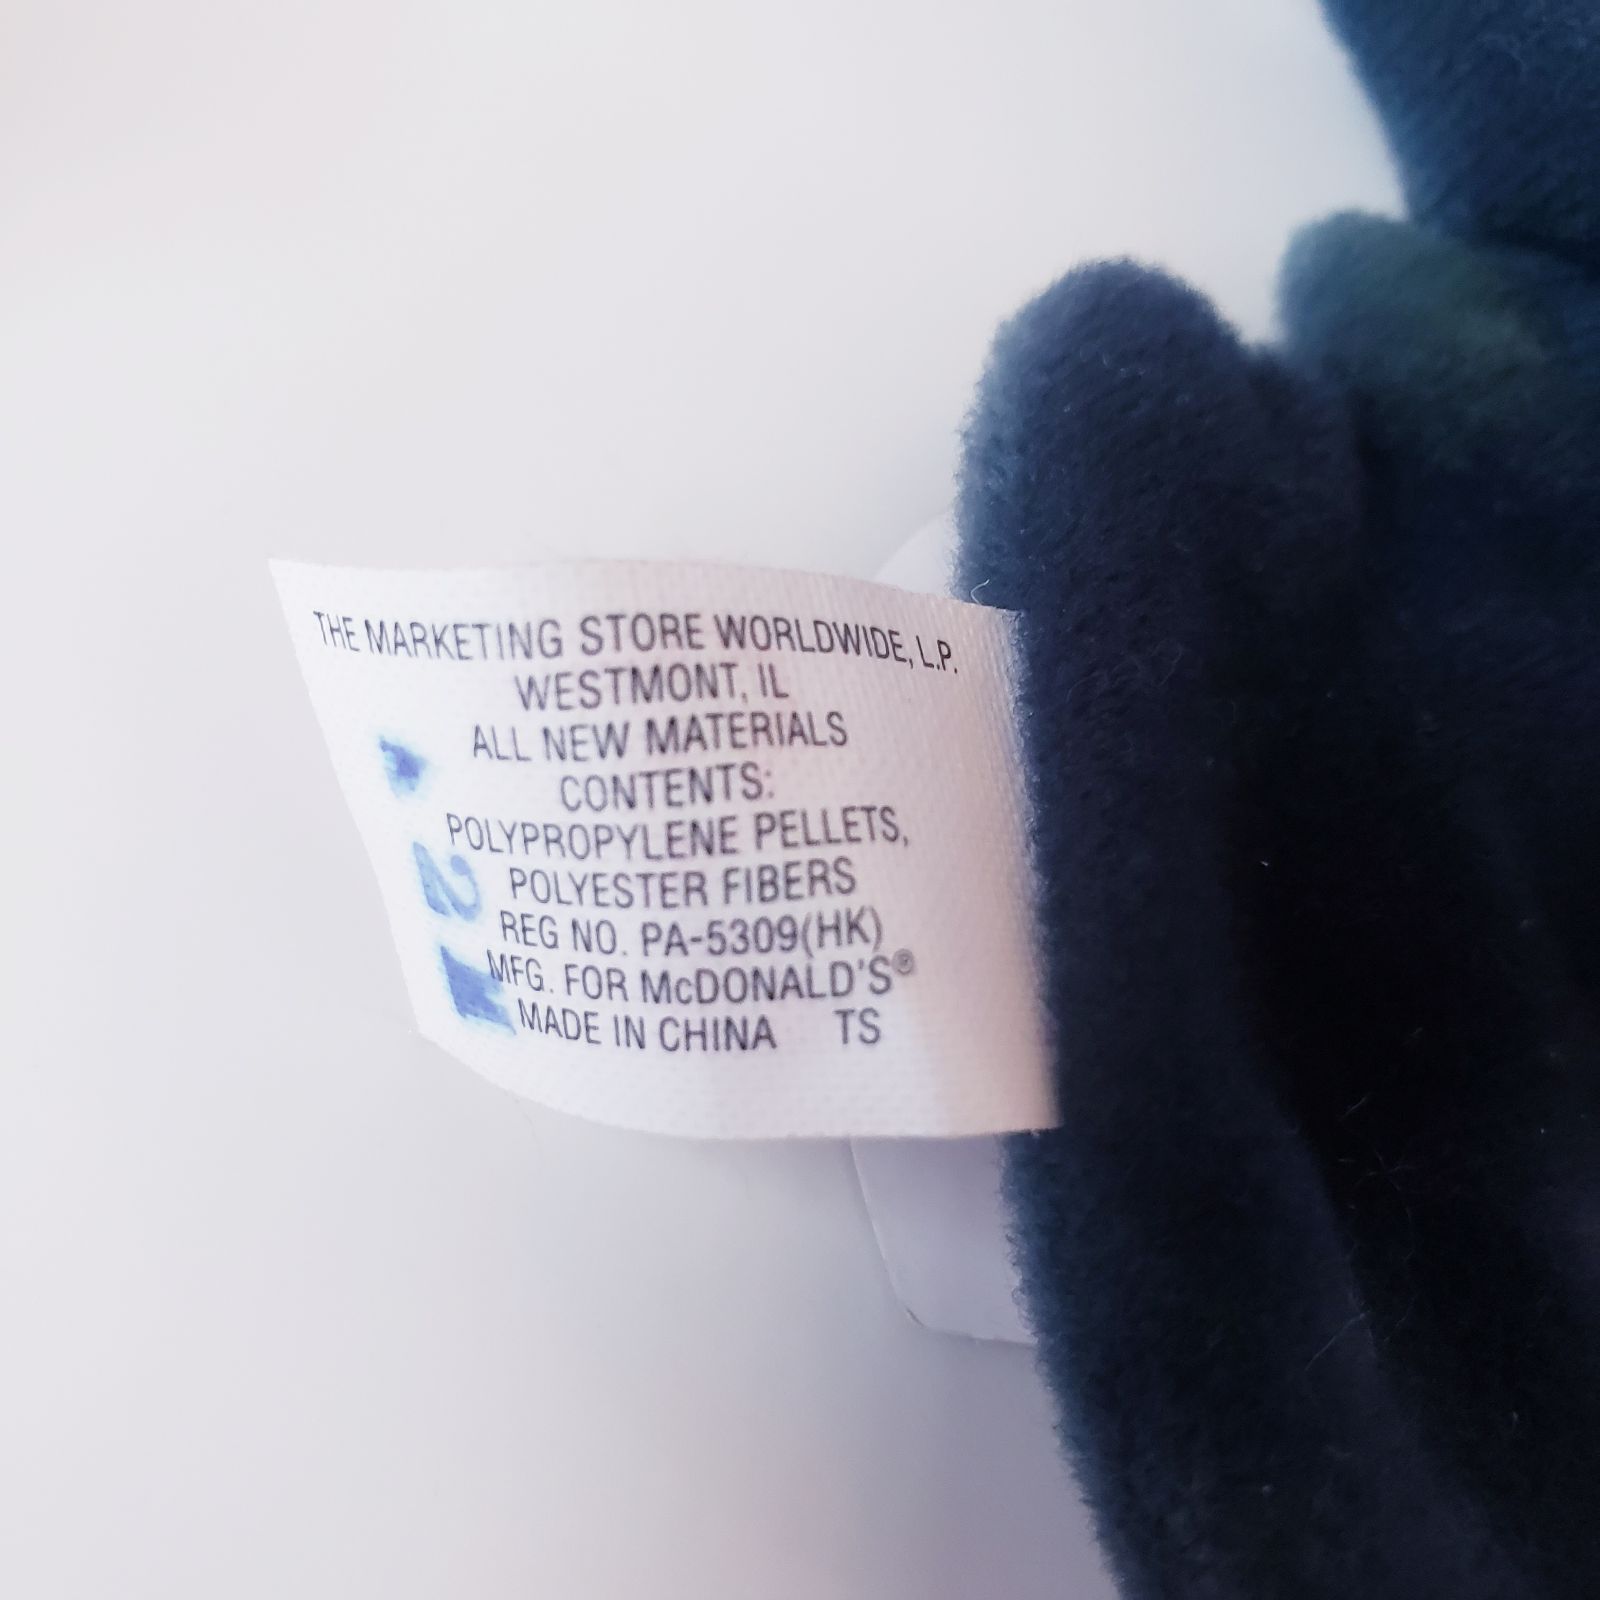 THE MARKETING STORE WORLDWIDE, L.P.
WESTMONT, IL
ALL NEW MATERIALS
CONTENTS:
POLYPROPYLENE PELLETS,
POLYESTER FIBERS
REG NO. PA-5309(HK)
MFG. FOR McDONALD'S®
MADE IN CHINA TS